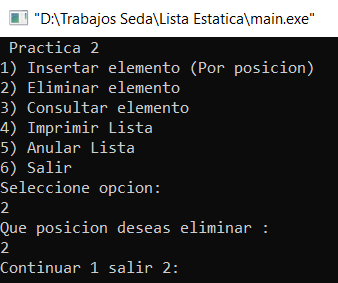 "D:\Trabajos Seda\Lista Estatica\main.exe"
Practica 2
1) Insertar elemento (Por posicion)
2) Eliminar elemento
3) Consultar elemento
4) Imprimir Lista
5) Anular Lista
6) Salir
Seleccione opcion:
2
Que posicion deseas eliminar :
2
Continuar 1 salir 2: